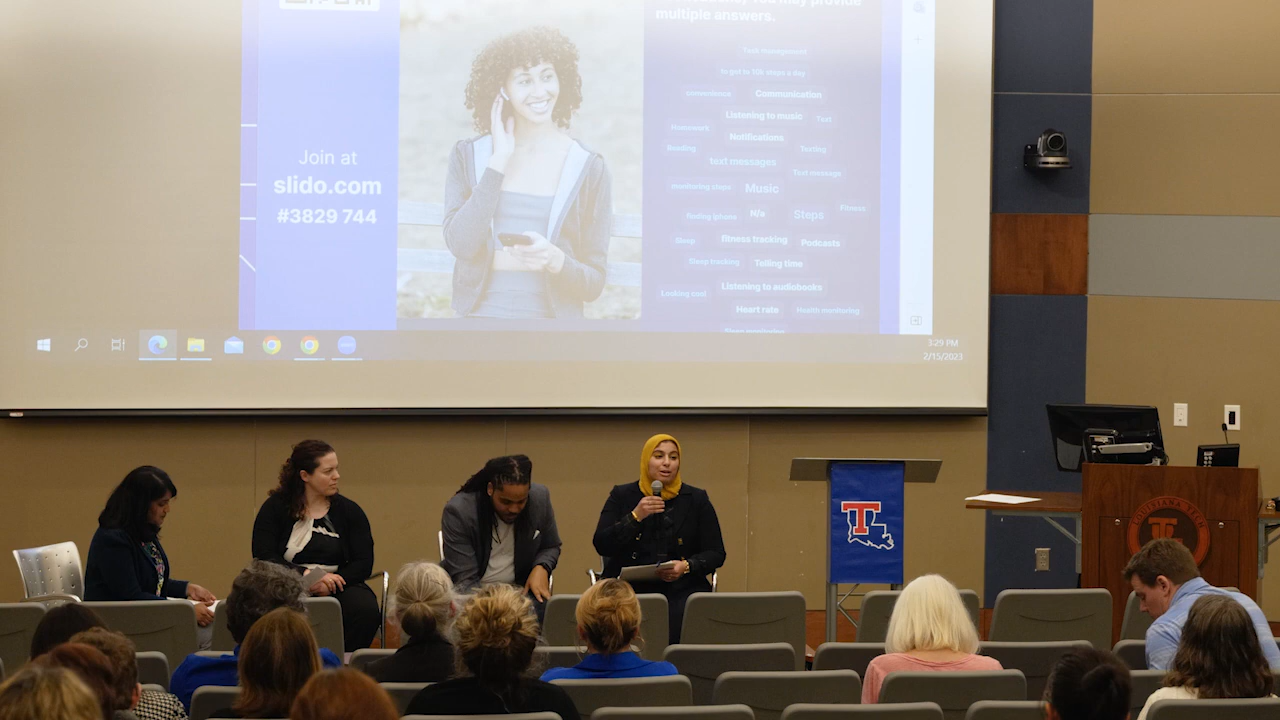 multiple answers.
Join at
slido.com
#3829 744
Task management
to get in 10k steps a day
convenience
Communication
Listening to music
Text
Homework
Notifications
Reading
Texting
text messages
Text message
monitoring steps
Music
Fitness
finding iphone
N/a
Steps
Sleep
fitness tracking
Podcasts
Sleep tracking
Telling time
Listening to audiobooks
Looking cool
Heart rate
Health monitoring
3:29 PM
2/15/2023
T
LOUISIANA TECH
T